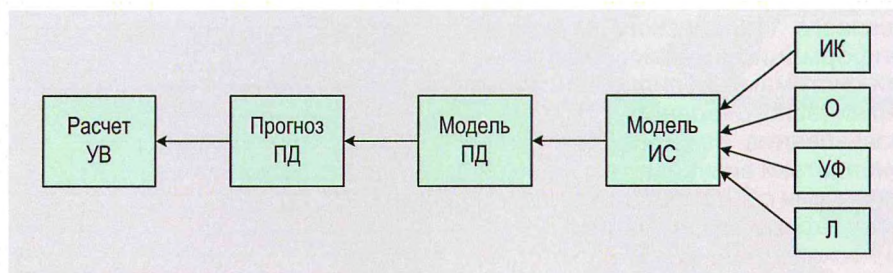 Расчет
УВ
Прогноз
ПД
Модель
ПД
Модель
ИС
ИК
О
УФ
Л